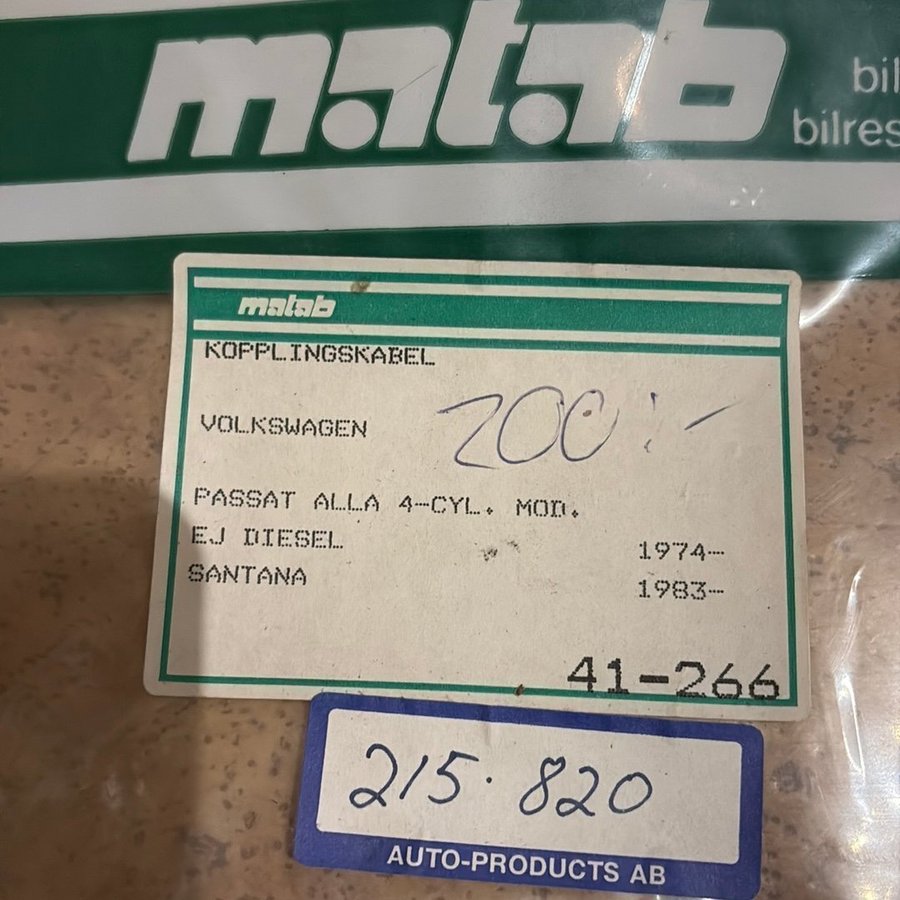 matab
bil
bilres
matab
KOPPLINGSKABEL
VOLKSWAGEN
200:-
PASSAT ALLA 4-CYL. MOD.
EJ DIESEL 1974-
SANTANA 1983-
41-266
215.820
AUTO-PRODUCTS AB